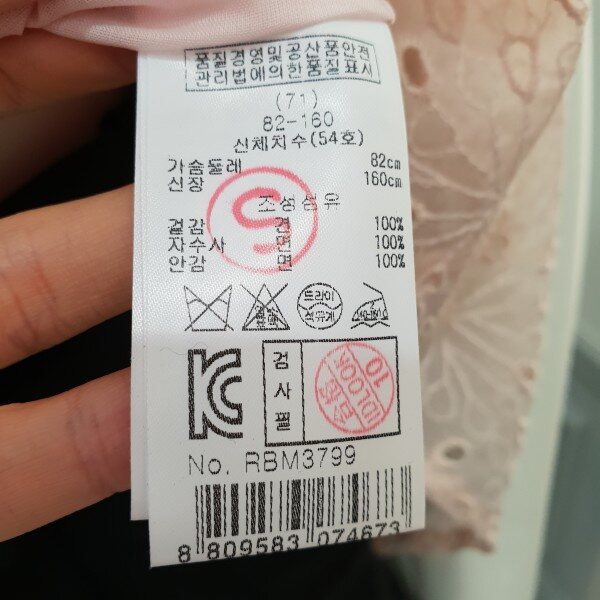 품질경영및공산품안전
관리법에의한품질표시
(71)
82-160
신체치수(54호)
가슴둘레 82cm
신장 160cm
S
조성섬유
겉감 면 100%
자수사 면 100%
안감 면 100%
드라이
석유계
검
사
필
IDLOOK
10
No. RBM3799
8 809583 074673